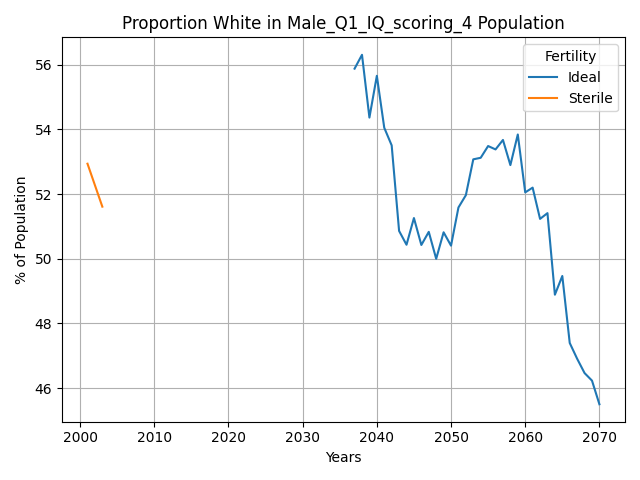 Proportion White in Male_Q1_IQ_scoring_4 Population
Fertility
Ideal
Sterile
% of Population
56
54
52
50
48
46
2000 2010 2020 2030 2040 2050 2060 2070
Years